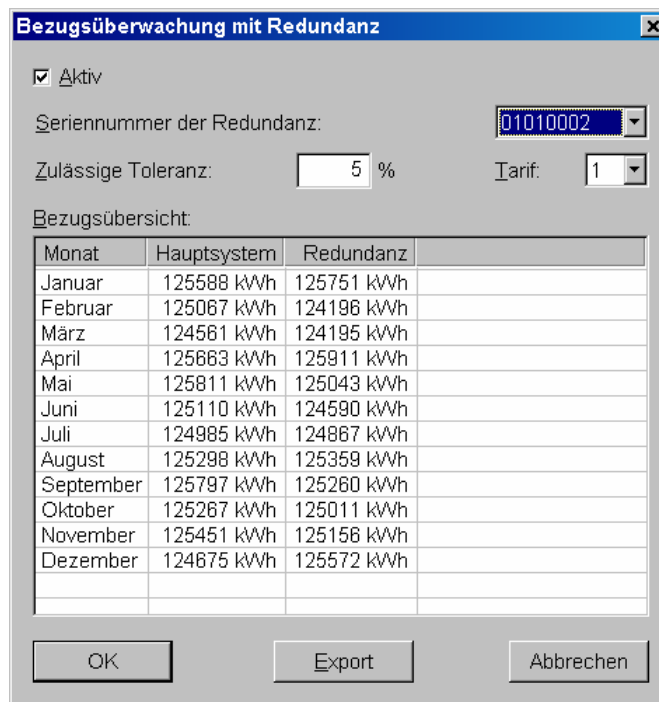 Bezugsüberwachung mit Redundanz
Aktiv
Seriennummer der Redundanz: 01010002
Zulässige Toleranz: 5 % Tarif: 1
Bezugsübersicht:
Monat Hauptsystem Redundanz
Januar 125588 kWh 125751 kWh
Februar 125067 kWh 124196 kWh
März 124561 kWh 124195 kWh
April 125663 kWh 125911 kWh
Mai 125811 kWh 125043 kWh
Juni 125110 kWh 124590 kWh
Juli 124985 kWh 124867 kWh
August 125298 kWh 125359 kWh
September 125797 kWh 125260 kWh
Oktober 125267 kWh 125011 kWh
November 125451 kWh 125156 kWh
Dezember 124675 kWh 125572 kWh
OK Export Abbrechen